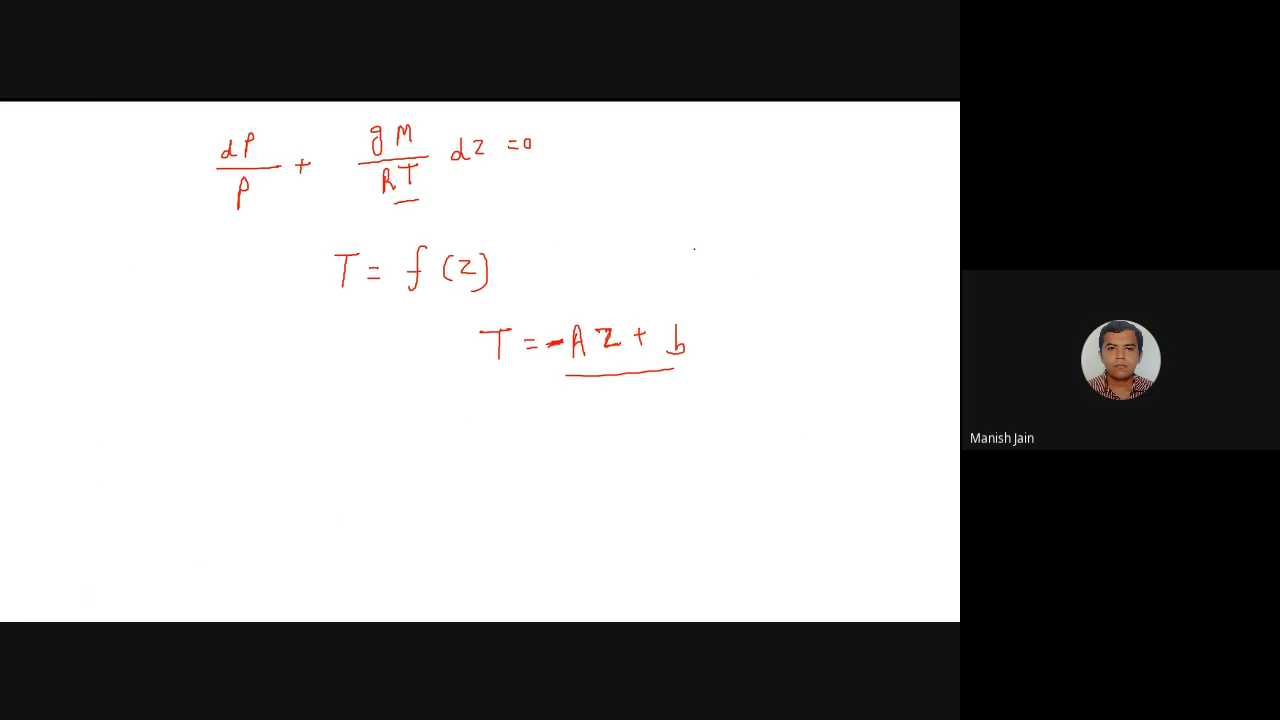 dP/P + gM/RT dz = 0
T = f(z)
T = -Az + b
Manish Jain